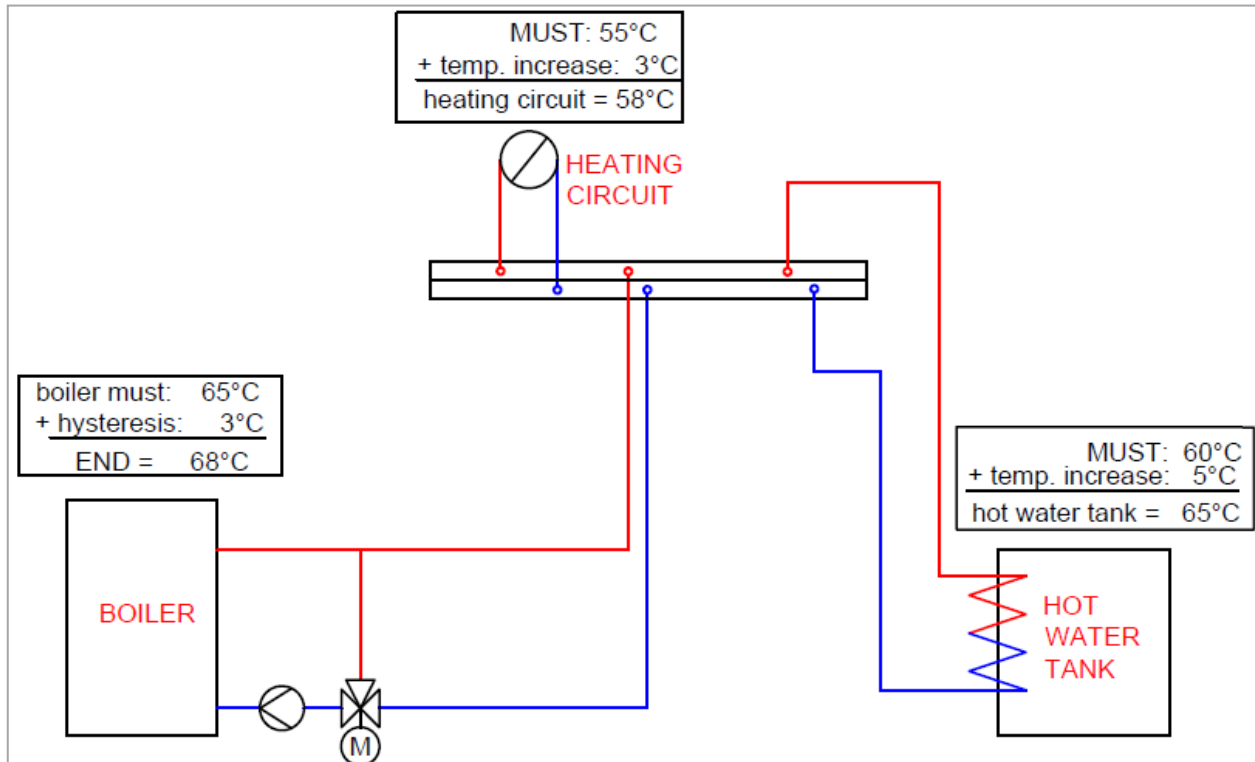 MUST: 55°C
+ temp. increase: 3°C
heating circuit = 58°C
HEATING
CIRCUIT
boiler must: 65°C
+ hysteresis: 3°C
END = 68°C
MUST: 60°C
+ temp. increase: 5°C
hot water tank = 65°C
BOILER
HOT
WATER
TANK
M